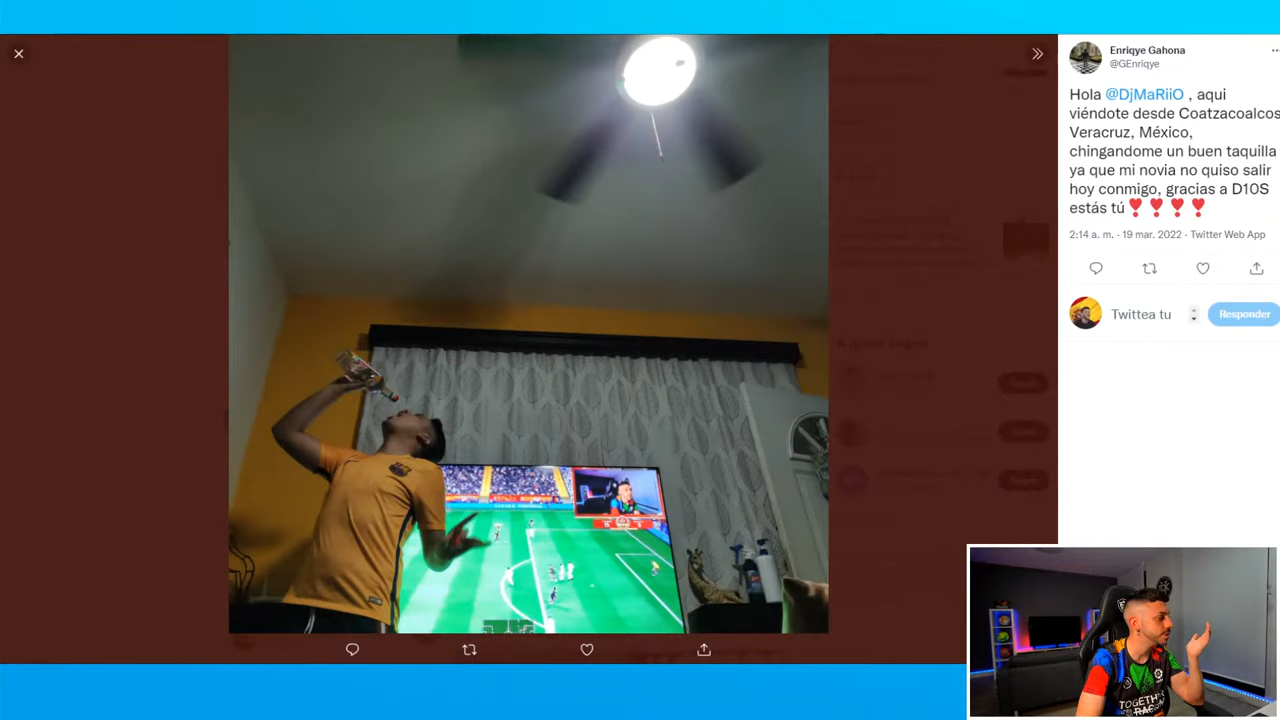 Enriqye Gahona
@GEnriqye
Hola @DjMaRiiO , aqui
viéndote desde Coatzacoalcos
Veracruz, México,
chingandome un buen taquilla
ya que mi novia no quiso salir
hoy conmigo, gracias a D10S
estás tú
2:14 a. m. · 19 mar. 2022 · Twitter Web App
Twittea tu
Responder
TOGETHER